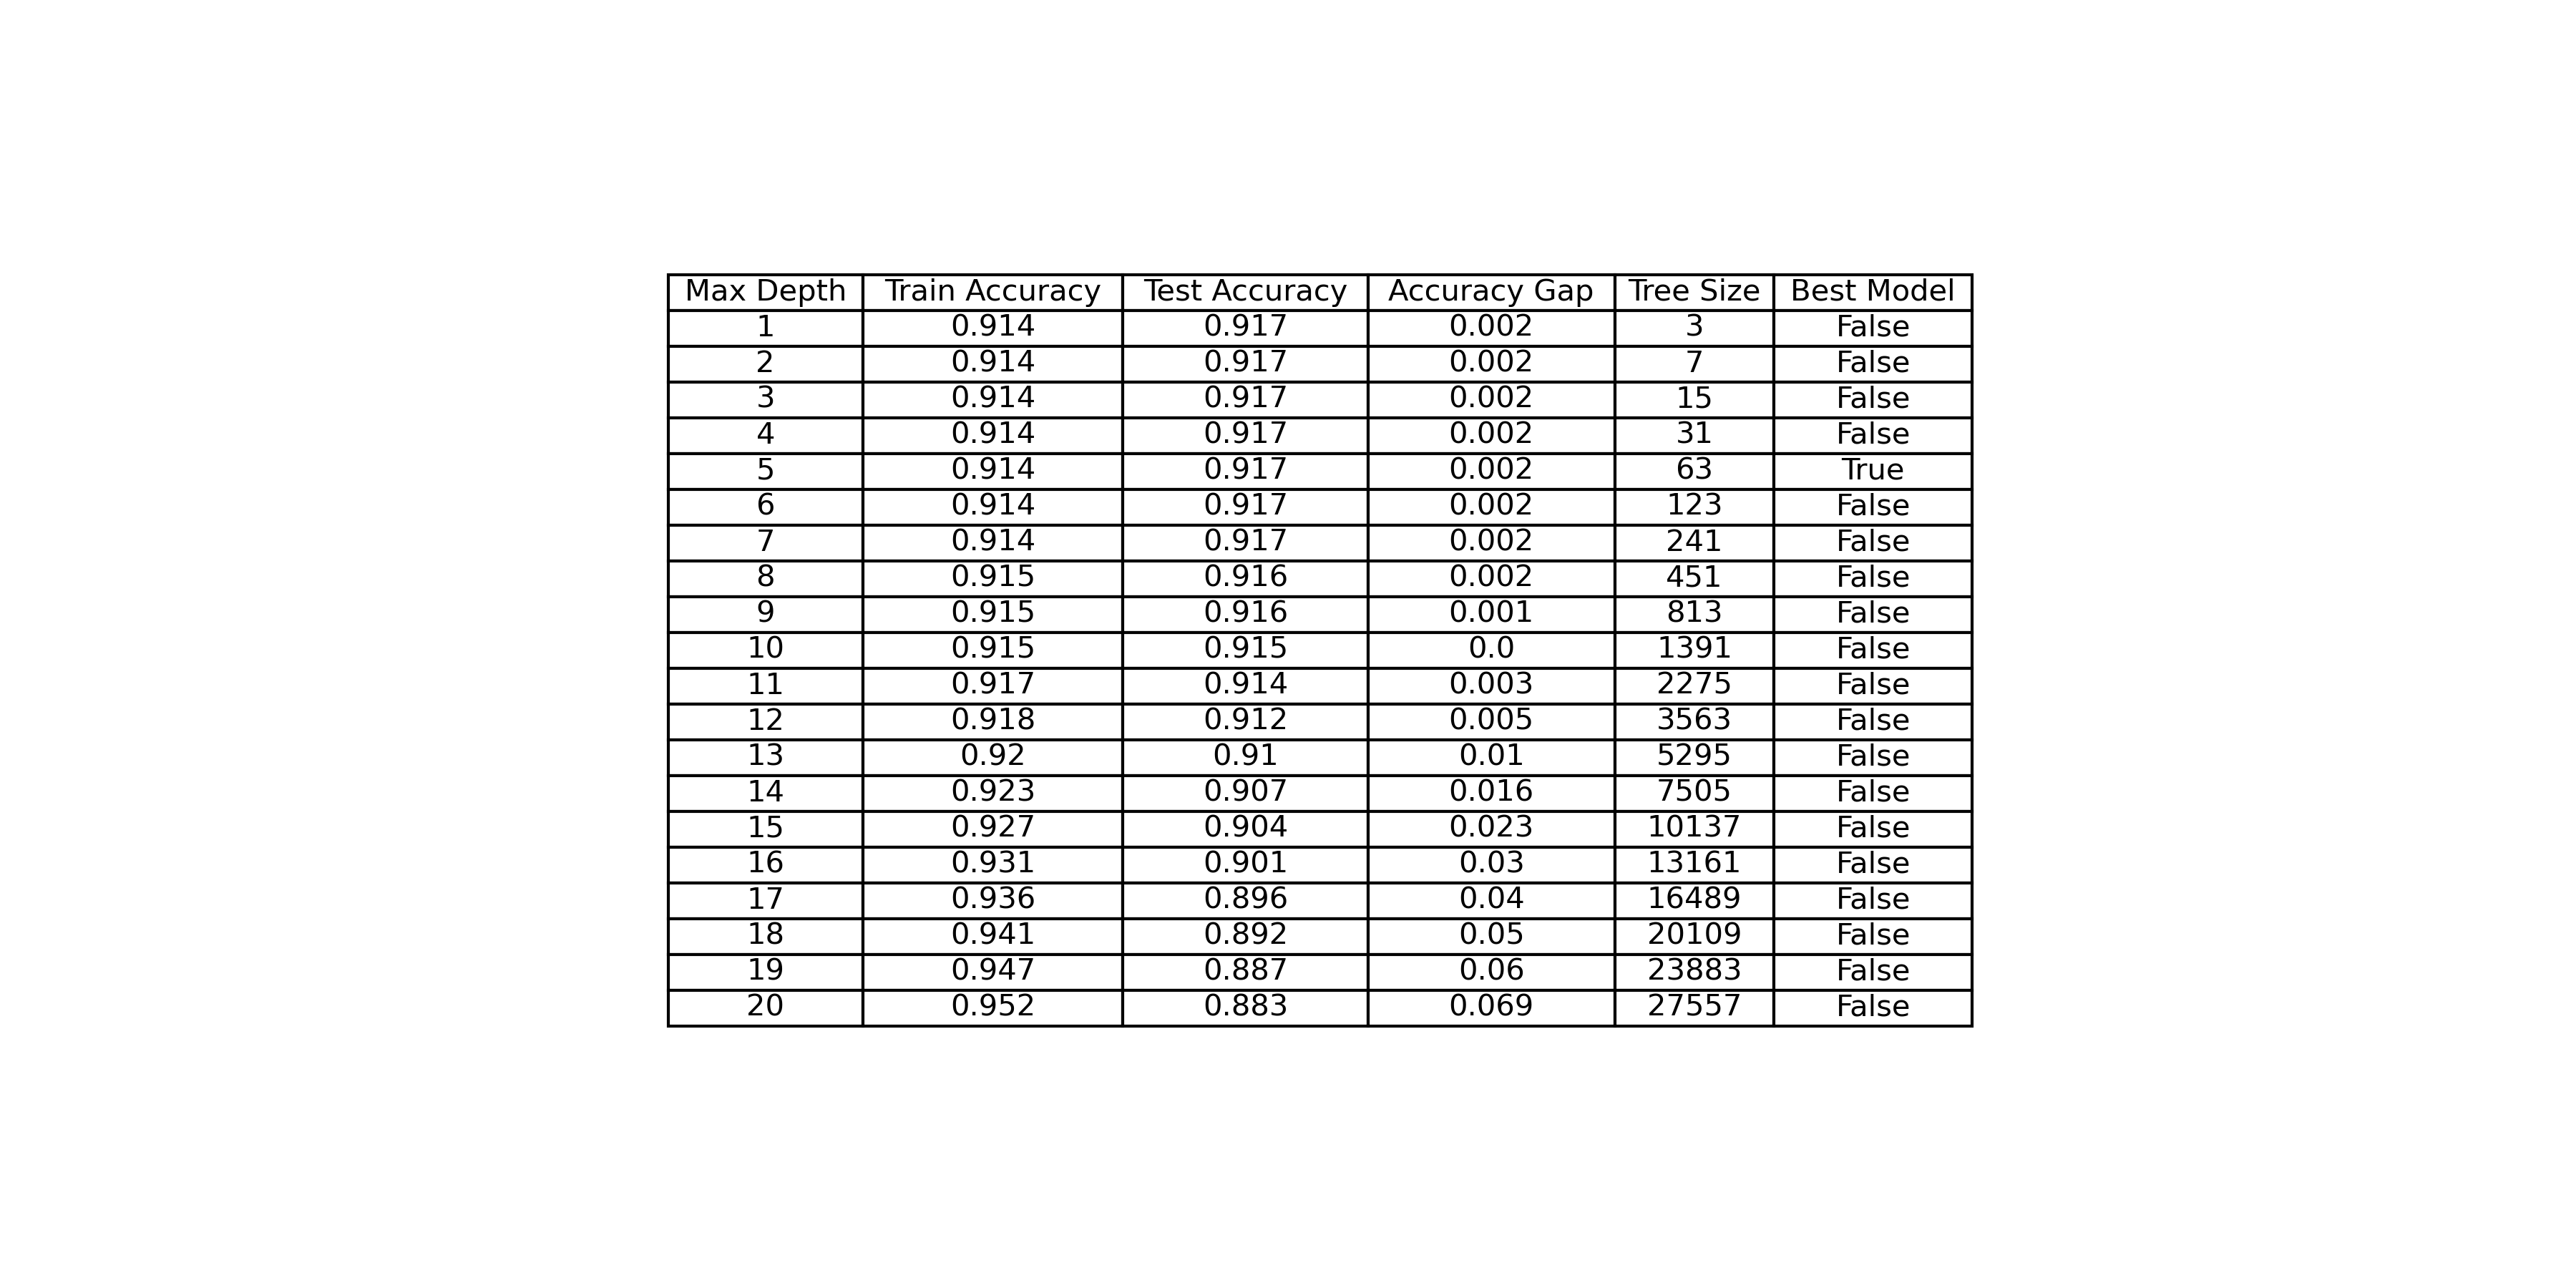 Max Depth Train Accuracy Test Accuracy Accuracy Gap Tree Size Best Model
1 0.914 0.917 0.002 3 False
2 0.914 0.917 0.002 7 False
3 0.914 0.917 0.002 15 False
4 0.914 0.917 0.002 31 False
5 0.914 0.917 0.002 63 True
6 0.914 0.917 0.002 123 False
7 0.914 0.917 0.002 241 False
8 0.915 0.916 0.002 451 False
9 0.915 0.916 0.001 813 False
10 0.915 0.915 0.0 1391 False
11 0.917 0.914 0.003 2275 False
12 0.918 0.912 0.005 3563 False
13 0.92 0.91 0.01 5295 False
14 0.923 0.907 0.016 7505 False
15 0.927 0.904 0.023 10137 False
16 0.931 0.901 0.03 13161 False
17 0.936 0.896 0.04 16489 False
18 0.941 0.892 0.05 20109 False
19 0.947 0.887 0.06 23883 False
20 0.952 0.883 0.069 27557 False